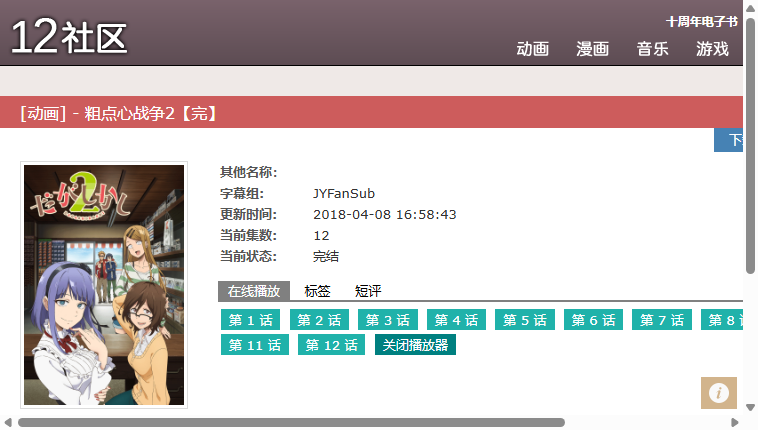 12社区
十周年电子书
动画 漫画 音乐 游戏
[动画] - 粗点心战争2【完】
下
だがしかし2
其他名称：
字幕组： JYFanSub
更新时间： 2018-04-08 16:58:43
当前集数： 12
当前状态： 完结
在线播放 标签 短评
第 1 话 第 2 话 第 3 话 第 4 话 第 5 话 第 6 话 第 7 话 第 8
第 11 话 第 12 话 关闭播放器
i